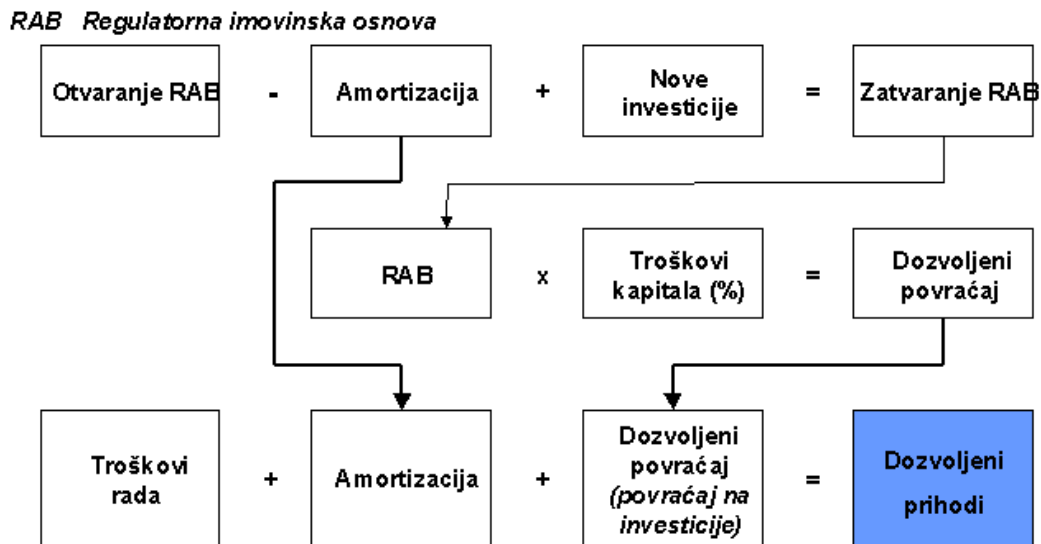 RAB Regulatorna imovinska osnova
Otvaranje RAB - Amortizacija + Nove investicije = Zatvaranje RAB
RAB x Troškovi kapitala (%) = Dozvoljeni povraćaj
Troškovi rada + Amortizacija + Dozvoljeni povraćaj (povraćaj na investicije) = Dozvoljeni prihodi